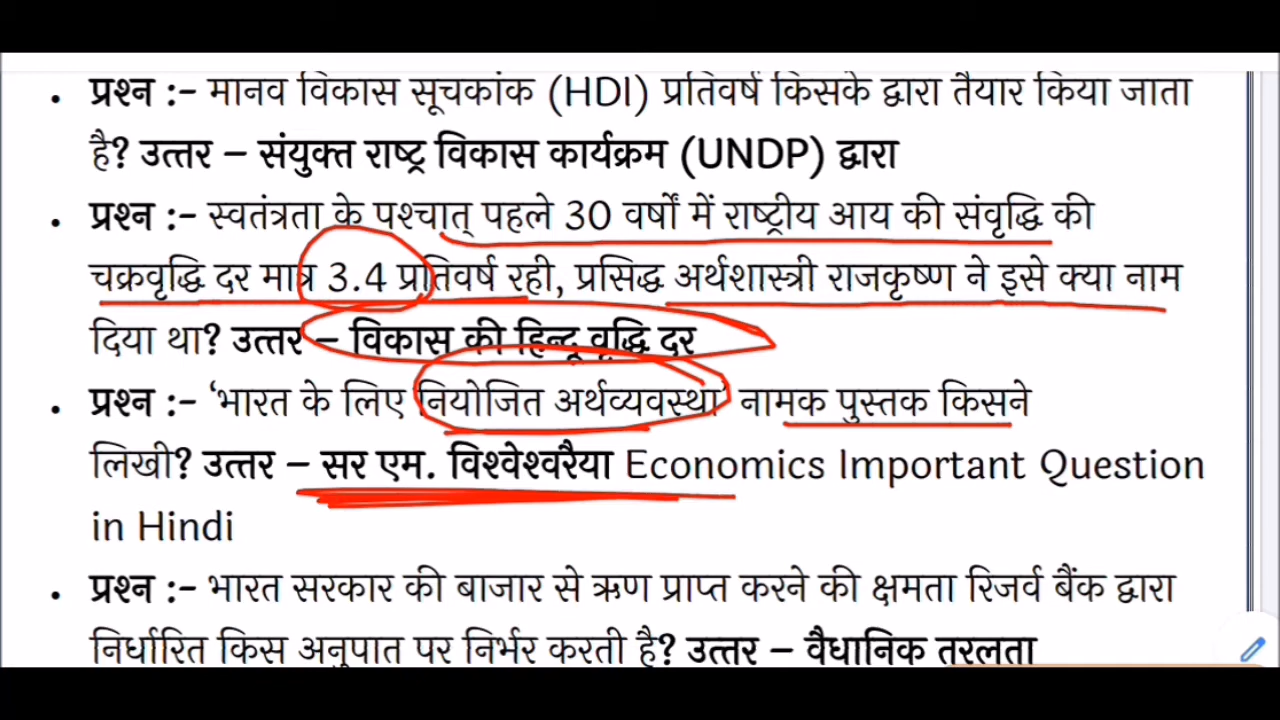 • प्रश्न :- मानव विकास सूचकांक (HDI) प्रतिवर्ष किसके द्वारा तैयार किया जाता
है? उत्तर – संयुक्त राष्ट्र विकास कार्यक्रम (UNDP) द्वारा
• प्रश्न :- स्वतंत्रता के पश्चात् पहले 30 वर्षों में राष्ट्रीय आय की संवृद्धि की
चक्रवृद्धि दर मात्र 3.4 प्रतिवर्ष रही, प्रसिद्ध अर्थशास्त्री राजकृष्ण ने इसे क्या नाम
दिया था? उत्तर – विकास की हिन्दू वृद्धि दर
• प्रश्न :- ‘भारत के लिए नियोजित अर्थव्यवस्था’ नामक पुस्तक किसने
लिखी? उत्तर – सर एम. विश्वेश्वरैया Economics Important Question
in Hindi
• प्रश्न :- भारत सरकार की बाजार से ऋण प्राप्त करने की क्षमता रिजर्व बैंक द्वारा
निर्धारित किस अनुपात पर निर्भर करती है? उत्तर – वैधानिक तरलता